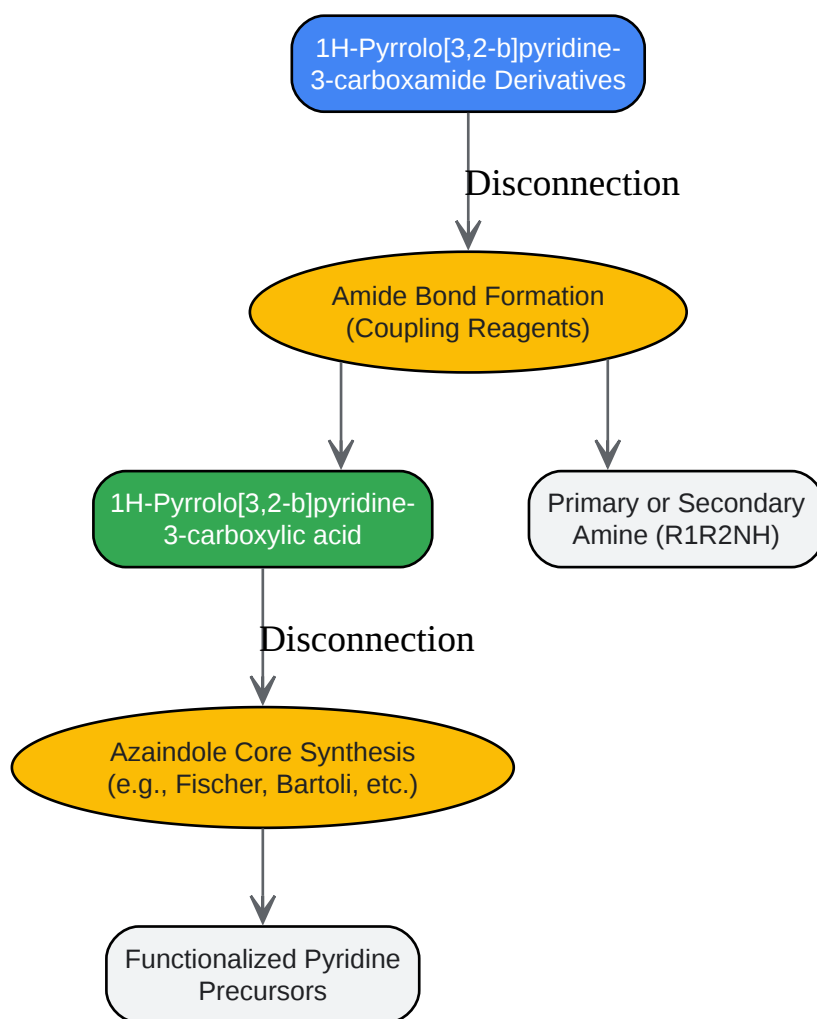 1H-Pyrrolo[3,2-b]pyridine-
3-carboxamide Derivatives
Disconnection
Amide Bond Formation
(Coupling Reagents)
1H-Pyrrolo[3,2-b]pyridine-
3-carboxylic acid
Primary or Secondary
Amine (R1R2NH)
Disconnection
Azaindole Core Synthesis
(e.g., Fischer, Bartoli, etc.)
Functionalized Pyridine
Precursors